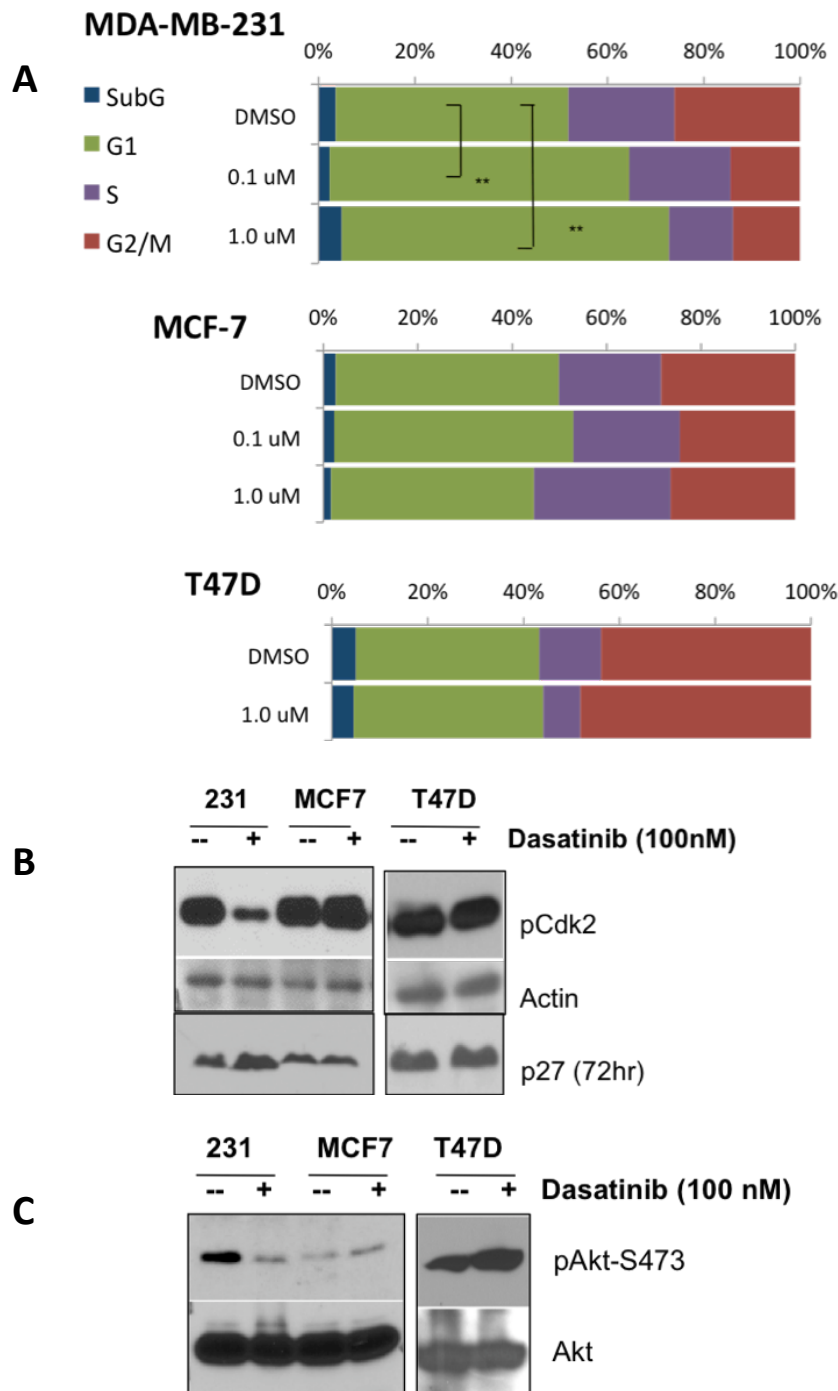 MDA-MB-231
A
0% 20% 40% 60% 80% 100%
SubG
G1
S
G2/M
DMSO
0.1 uM
**
1.0 uM
**
MCF-7
0% 20% 40% 60% 80% 100%
DMSO
0.1 uM
1.0 uM
T47D
0% 20% 40% 60% 80% 100%
DMSO
1.0 uM
B
231 MCF7 T47D
-- + -- + -- + Dasatinib (100nM)
pCdk2
Actin
p27 (72hr)
C
231 MCF7 T47D
-- + -- + -- + Dasatinib (100 nM)
pAkt-S473
Akt